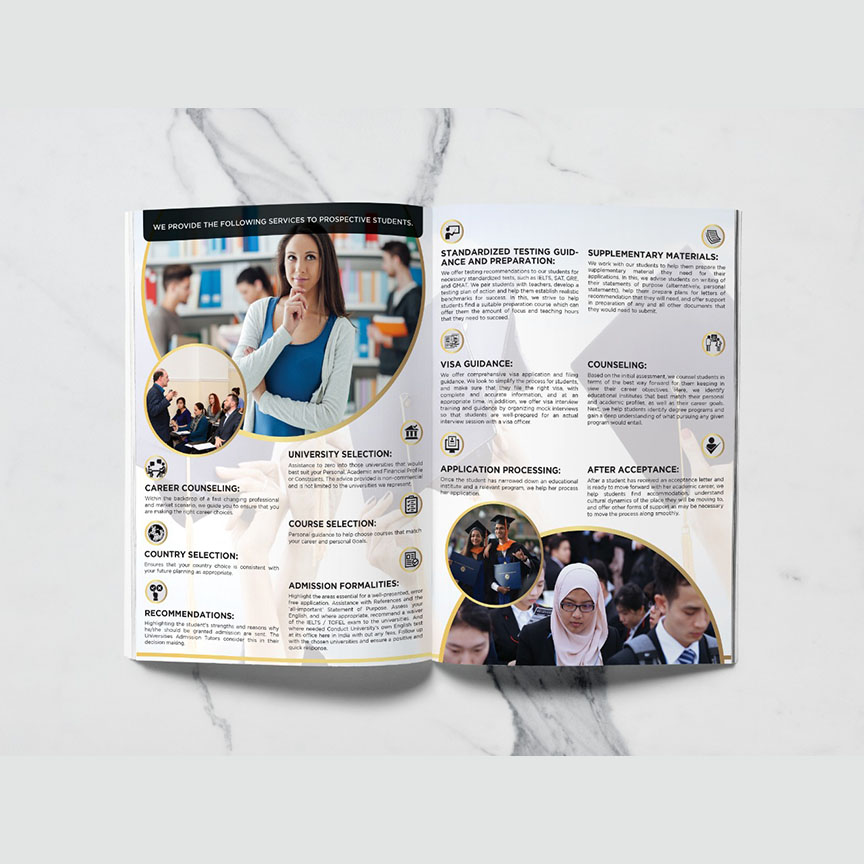 WE PROVIDE THE FOLLOWING SERVICES TO PROSPECTIVE STUDENTS.
CAREER COUNSELING:
Within the backdrop of a fast changing professional
and market scenario, we guide you to ensure that you
are making the right career choices.
COUNTRY SELECTION:
Ensures that your country choice is consistent with
your future planning as appropriate.
RECOMMENDATIONS:
Highlighting the student's strengths and reasons why
he/she should be granted admission are sent. The
Universities Admission Tutors consider this in their
decision making.
UNIVERSITY SELECTION:
Assistance to zero into those universities that would
best suit your Personal, Academic and Financial Profile
or Constraints. The advice provided is non-commercial
and is not limited to the universities we represent.
COURSE SELECTION:
Personal guidance to help choose courses that match
your career and personal Goals.
ADMISSION FORMALITIES:
Highlight the areas essential for a well-presented, error
free application. Assistance with References and the
'all-important' Statement of Purpose. Assess your
English, and where appropriate, recommend a waiver
of the IELTS / TOFEL exam to the universities. And
where needed Conduct University's own English test
at its office here in India with out any fees. Follow up
with the chosen universities and ensure a positive and
quick response.
STANDARDIZED TESTING GUID-
ANCE AND PREPARATION:
We offer testing recommendations to our students for
necessary standardized tests, such as IELTS, SAT, GRE,
and GMAT. We pair students with teachers, develop a
testing plan of action and help them establish realistic
benchmarks for success. In this, we strive to help
students find a suitable preparation course which can
offer them the amount of focus and teaching hours
that they need to succeed.
VISA GUIDANCE:
We offer comprehensive visa application and filing
guidance. We look to simplify the process for students,
and make sure that they file the right visa, with
complete and accurate information, and at an
appropriate time. In addition, we offer visa interview
training and guidance by organizing mock interviews
so that students are well-prepared for an actual
interview session with a visa officer.
APPLICATION PROCESSING:
Once the student has narrowed down an educational
institute and a relevant program, we help her process
her application.
SUPPLEMENTARY MATERIALS:
We work with our students to help them prepare the
supplementary material they need for their
applications. In this, we advise students on writing of
their statements of purpose (alternatively, personal
statements), help them prepare plans for letters of
recommendation that they will need, and offer support
in preparation of any and all other documents that
they would need to submit.
COUNSELING:
Based on the initial assessment, we counsel students in
terms of the best way forward for them keeping in
view their career objectives. Here, we identify
educational institutes that best match their personal
and academic profiles, as well as their career goals.
Next, we help students identify degree programs and
gain a deep understanding of what pursuing any given
program would entail.
AFTER ACCEPTANCE:
After a student has received an acceptance letter and
is ready to move forward with her academic career, we
help students find accommodation, understand
cultural dynamics of the place they will be moving to,
and offer other forms of support as may be necessary
to move the process along smoothly.